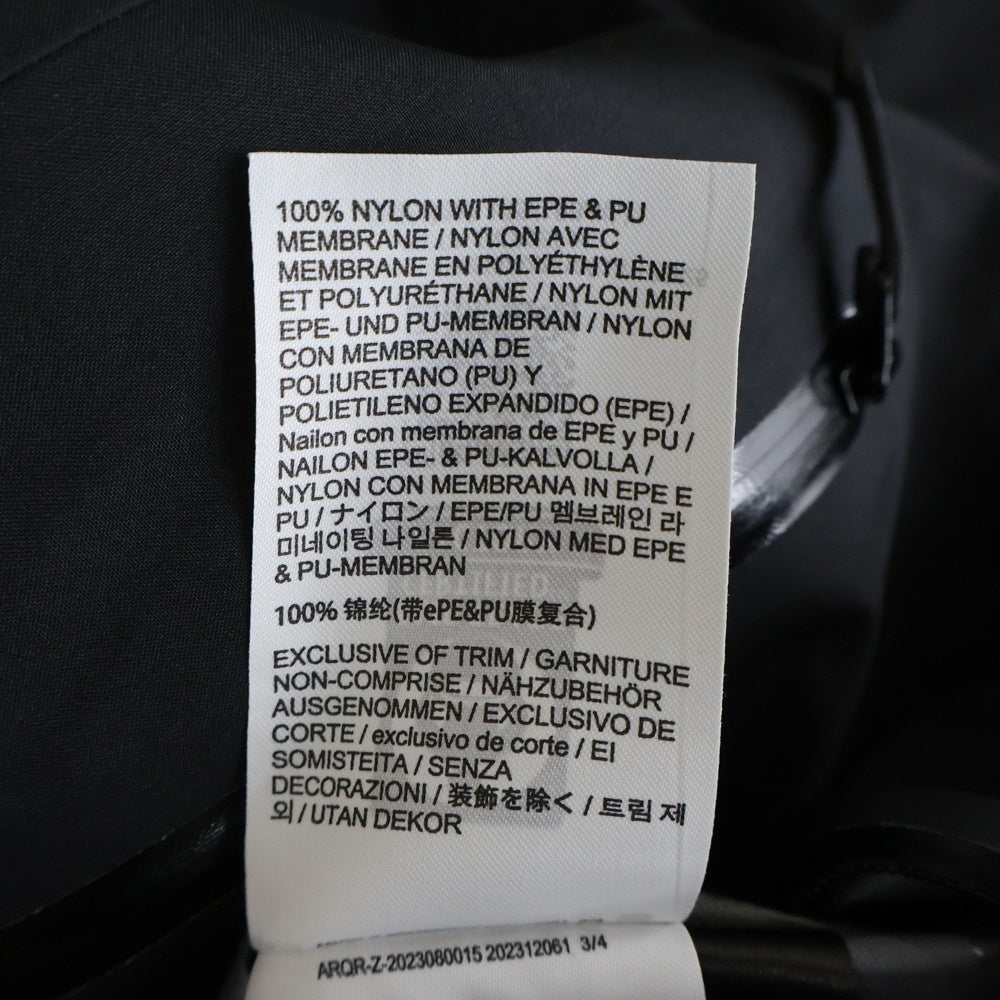 100% NYLON WITH EPE & PU
MEMBRANE / NYLON AVEC
MEMBRANE EN POLYÉTHYLÈNE
ET POLYURÉTHANE / NYLON MIT
EPE- UND PU-MEMBRAN / NYLON
CON MEMBRANA DE
POLIURETANO (PU) Y
POLIETILENO EXPANDIDO (EPE) /
Nailon con membrana de EPE y PU /
NAILON EPE- & PU-KALVOLLA /
NYLON CON MEMBRANA IN EPE E
PU / ナイロン / EPE/PU 멤브레인 라
미네이팅 나일론 / NYLON MED EPE
& PU-MEMBRAN
100% 锦纶(带ePE&PU膜复合)
EXCLUSIVE OF TRIM / GARNITURE
NON-COMPRISE / NÄHZUBEHÖR
AUSGENOMMEN / EXCLUSIVO DE
CORTE / exclusivo de corte / EI
SOMISTEITA / SENZA
DECORAZIONI / 装飾を除く / 트림 제
외 / UTAN DEKOR
ARQR-Z-2023080015 202312061 3/4